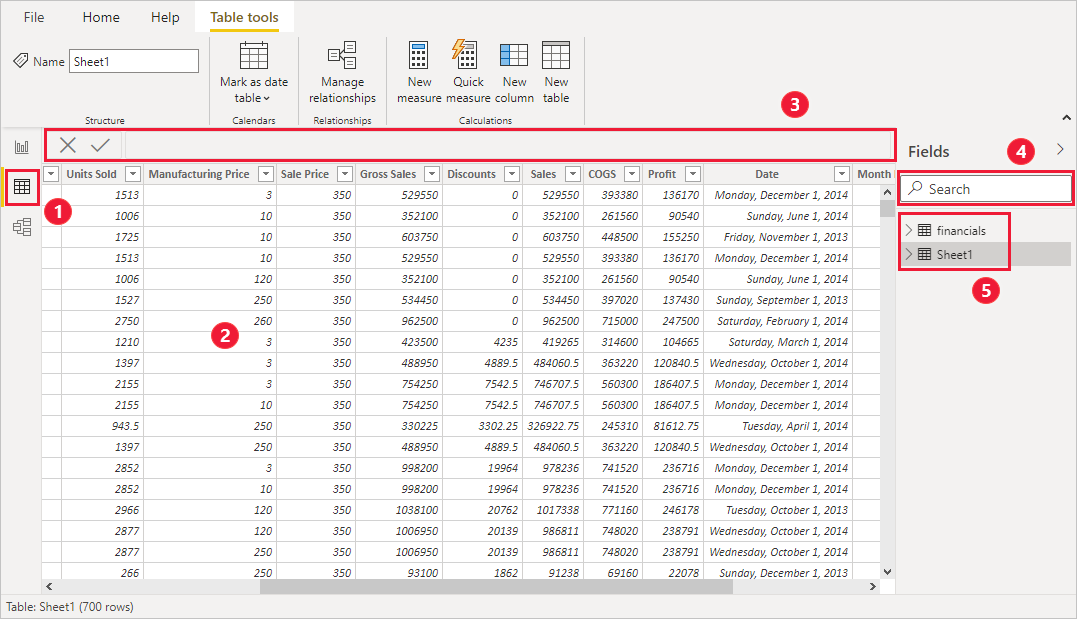 File Home Help Table tools
Name Sheet1
Mark as date table
Manage relationships
New measure
Quick measure
New column
New table
Structure Calendars Relationships Calculations
3
Fields 4
Search
Units Sold Manufacturing Price Sale Price Gross Sales Discounts Sales COGS Profit Date Month
1513 3 350 529550 0 529550 393380 136170 Monday, December 1, 2014
1
1006 10 350 352100 0 352100 261560 90540 Sunday, June 1, 2014
1725 10 350 603750 0 603750 448500 155250 Friday, November 1, 2013
1513 10 350 529550 0 529550 393380 136170 Monday, December 1, 2014
1006 120 350 352100 0 352100 261560 90540 Sunday, June 1, 2014
1527 250 350 534450 0 534450 397020 137430 Sunday, September 1, 2013
2750 260 350 962500 0 962500 715000 247500 Saturday, February 1, 2014
2
1210 3 350 423500 4235 419265 314600 104665 Saturday, March 1, 2014
1397 3 350 488950 4889.5 484060.5 363220 120840.5 Wednesday, October 1, 2014
2155 3 350 754250 7542.5 746707.5 560300 186407.5 Monday, December 1, 2014
2155 10 350 754250 7542.5 746707.5 560300 186407.5 Monday, December 1, 2014
943.5 250 350 330225 3302.25 326922.75 245310 81612.75 Tuesday, April 1, 2014
1397 250 350 488950 4889.5 484060.5 363220 120840.5 Wednesday, October 1, 2014
2852 3 350 998200 19964 978236 741520 236716 Monday, December 1, 2014
2852 10 350 998200 19964 978236 741520 236716 Monday, December 1, 2014
2966 120 350 1038100 20762 1017338 771160 246178 Tuesday, October 1, 2013
2877 120 350 1006950 20139 986811 748020 238791 Wednesday, October 1, 2014
2877 250 350 1006950 20139 986811 748020 238791 Wednesday, October 1, 2014
266 250 350 93100 1862 91238 69160 22078 Sunday, December 1, 2013
financials
Sheet1
5
Table: Sheet1 (700 rows)